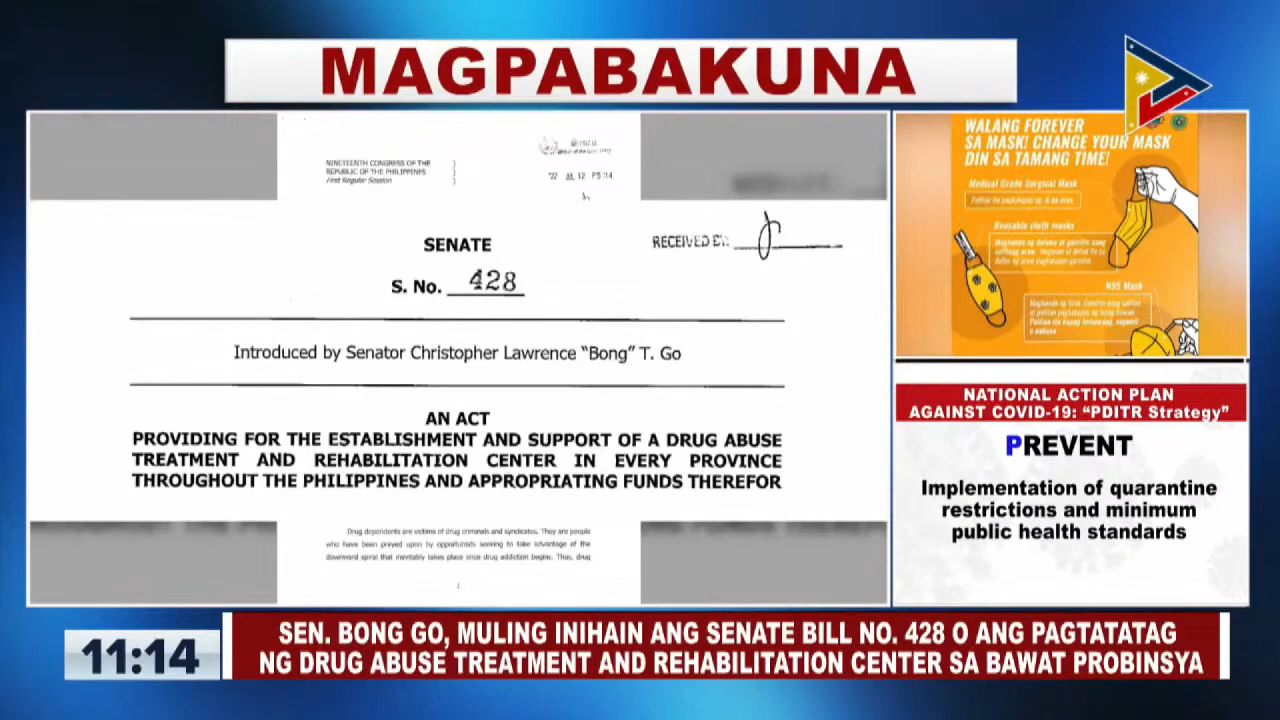 MAGPABAKUNA
NINETEENTH CONGRESS OF THE
REPUBLIC OF THE PHILIPPINES
First Regular Session
SENATE
S. No. 428
RECEIVED BY:
Introduced by Senator Christopher Lawrence “Bong” T. Go
AN ACT
PROVIDING FOR THE ESTABLISHMENT AND SUPPORT OF A DRUG ABUSE
TREATMENT AND REHABILITATION CENTER IN EVERY PROVINCE
THROUGHOUT THE PHILIPPINES AND APPROPRIATING FUNDS THEREFOR
Drug dependents are victims of drug criminals and syndicates. They are people
who have been preyed upon by opportunists seeking to take advantage of the
downward spiral that inevitably takes place once drug addiction begins. Thus, drug
1
WALANG FOREVER
SA MASK! CHANGE YOUR MASK
DIN SA TAMANG TIME!
Medical Grade Surgical Mask
Reusable cloth masks
N95 Mask
NATIONAL ACTION PLAN
AGAINST COVID-19: “PDITR Strategy”
PREVENT
Implementation of quarantine
restrictions and minimum
public health standards
11:14
SEN. BONG GO, MULING INIHAIN ANG SENATE BILL NO. 428 O ANG PAGTATATAG
NG DRUG ABUSE TREATMENT AND REHABILITATION CENTER SA BAWAT PROBINSYA